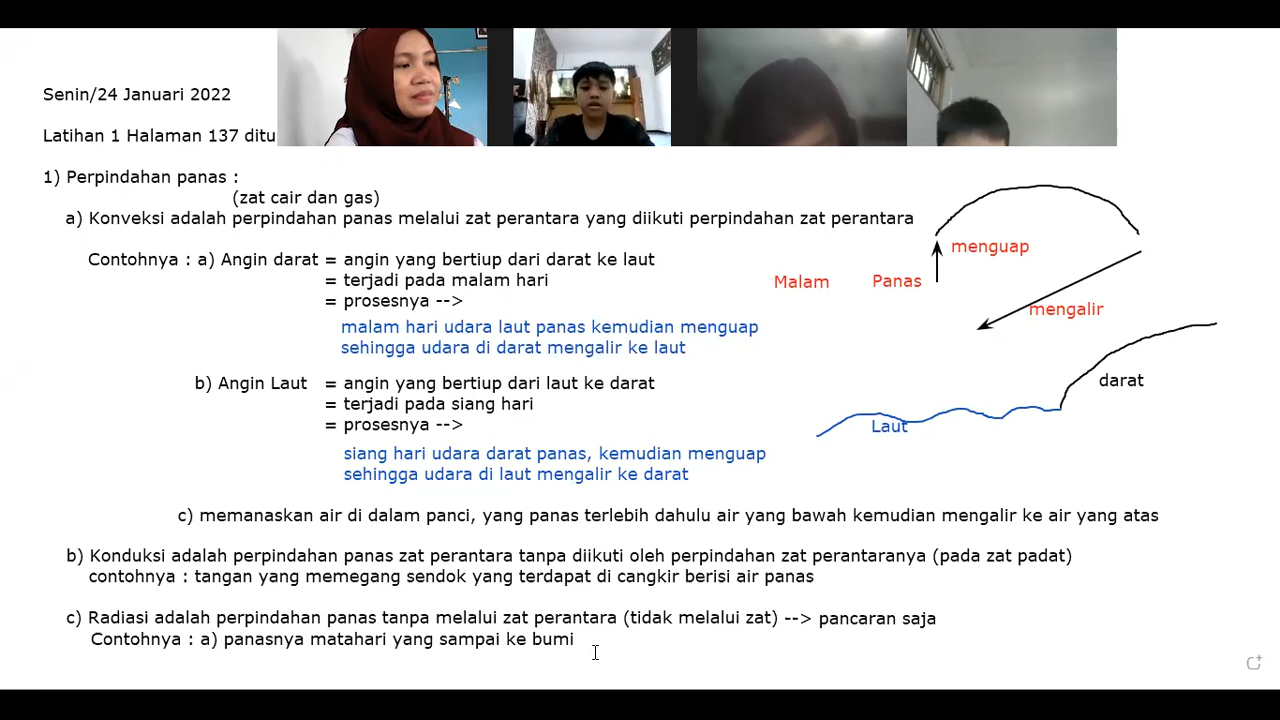 Senin/24 Januari 2022
Latihan 1 Halaman 137 ditu
1) Perpindahan panas :
(zat cair dan gas)
a) Konveksi adalah perpindahan panas melalui zat perantara yang diikuti perpindahan zat perantara
menguap
Contohnya : a) Angin darat = angin yang bertiup dari darat ke laut
= terjadi pada malam hari
Malam Panas
= prosesnya -->
mengalir
malam hari udara laut panas kemudian menguap
sehingga udara di darat mengalir ke laut
b) Angin Laut = angin yang bertiup dari laut ke darat
darat
= terjadi pada siang hari
= prosesnya -->
Laut
siang hari udara darat panas, kemudian menguap
sehingga udara di laut mengalir ke darat
c) memanaskan air di dalam panci, yang panas terlebih dahulu air yang bawah kemudian mengalir ke air yang atas
b) Konduksi adalah perpindahan panas zat perantara tanpa diikuti oleh perpindahan zat perantaranya (pada zat padat)
contohnya : tangan yang memegang sendok yang terdapat di cangkir berisi air panas
c) Radiasi adalah perpindahan panas tanpa melalui zat perantara (tidak melalui zat) --> pancaran saja
Contohnya : a) panasnya matahari yang sampai ke bumi